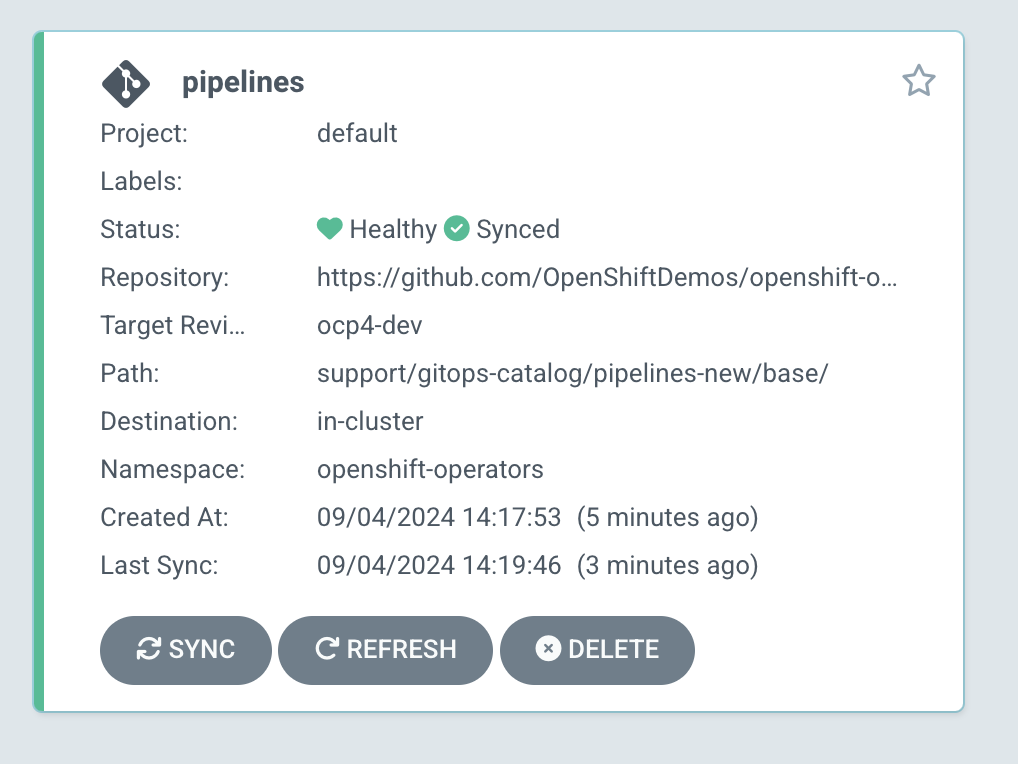 pipelines
Project: default
Labels:
Status: Healthy Synced
Repository: https://github.com/OpenShiftDemos/openshift-o...
Target Revi... ocp4-dev
Path: support/gitops-catalog/pipelines-new/base/
Destination: in-cluster
Namespace: openshift-operators
Created At: 09/04/2024 14:17:53 (5 minutes ago)
Last Sync: 09/04/2024 14:19:46 (3 minutes ago)
SYNC REFRESH DELETE